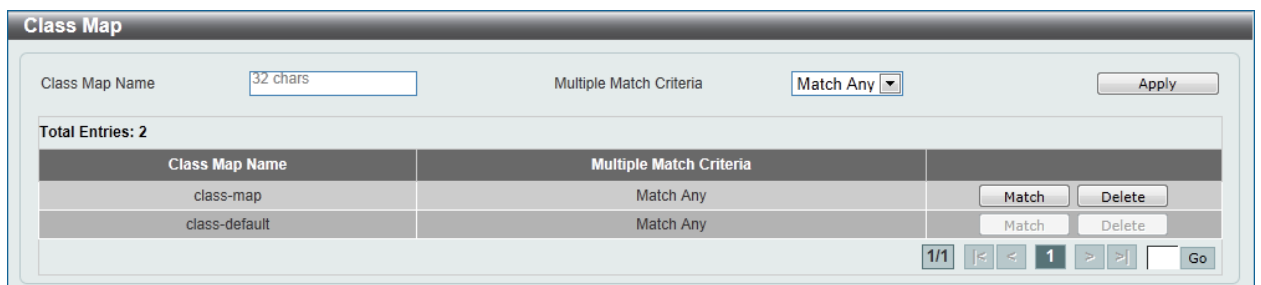 Class Map
Class Map Name 32 chars Multiple Match Criteria Match Any Apply
Total Entries: 2
Class Map Name Multiple Match Criteria
class-map Match Any Match Delete
class-default Match Any Match Delete
1/1 |< < 1 > >| Go